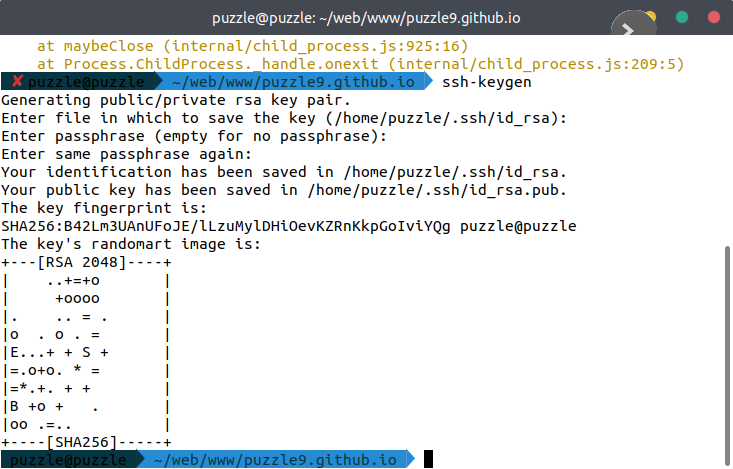 puzzle@puzzle: ~/web/www/puzzle9.github.io
    at maybeClose (internal/child_process.js:925:16)
    at Process.ChildProcess._handle.onexit (internal/child_process.js:209:5)
✘ puzzle@puzzle  ~/web/www/puzzle9.github.io  ssh-keygen
Generating public/private rsa key pair.
Enter file in which to save the key (/home/puzzle/.ssh/id_rsa):
Enter passphrase (empty for no passphrase):
Enter same passphrase again:
Your identification has been saved in /home/puzzle/.ssh/id_rsa.
Your public key has been saved in /home/puzzle/.ssh/id_rsa.pub.
The key fingerprint is:
SHA256:B42Lm3UAnUFoJE/lLzuMylDHiOevKZRnKkpGoIviYQg puzzle@puzzle
The key's randomart image is:
+---[RSA 2048]----+
|    ..+=+o       |
|     +oooo       |
|.    .. = .      |
|o  . o . =       |
|E...+ + S +      |
|=.o+o. * =       |
|=*.+. + +        |
|B +o +   .       |
|oo .=..          |
+----[SHA256]-----+
puzzle@puzzle  ~/web/www/puzzle9.github.io